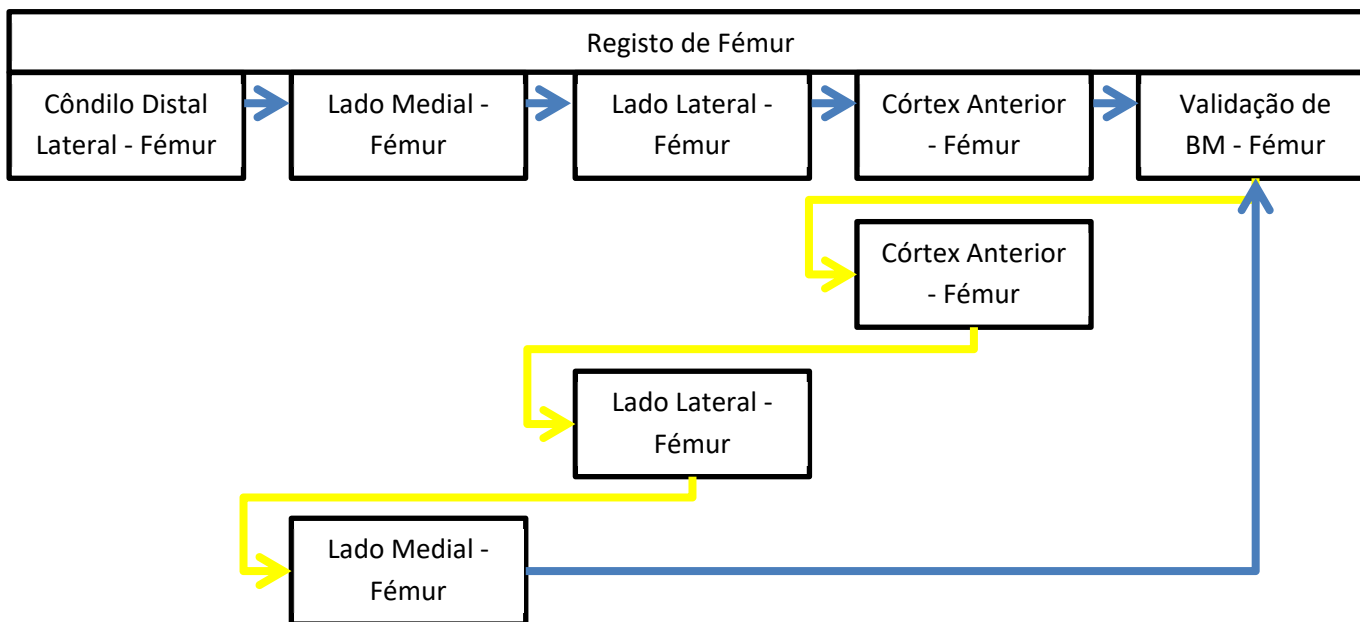 Registo de Fémur
Côndilo Distal
Lateral - Fémur
Lado Medial -
Fémur
Lado Lateral -
Fémur
Córtex Anterior
- Fémur
Validação de
BM - Fémur
Córtex Anterior
- Fémur
Lado Lateral -
Fémur
Lado Medial -
Fémur